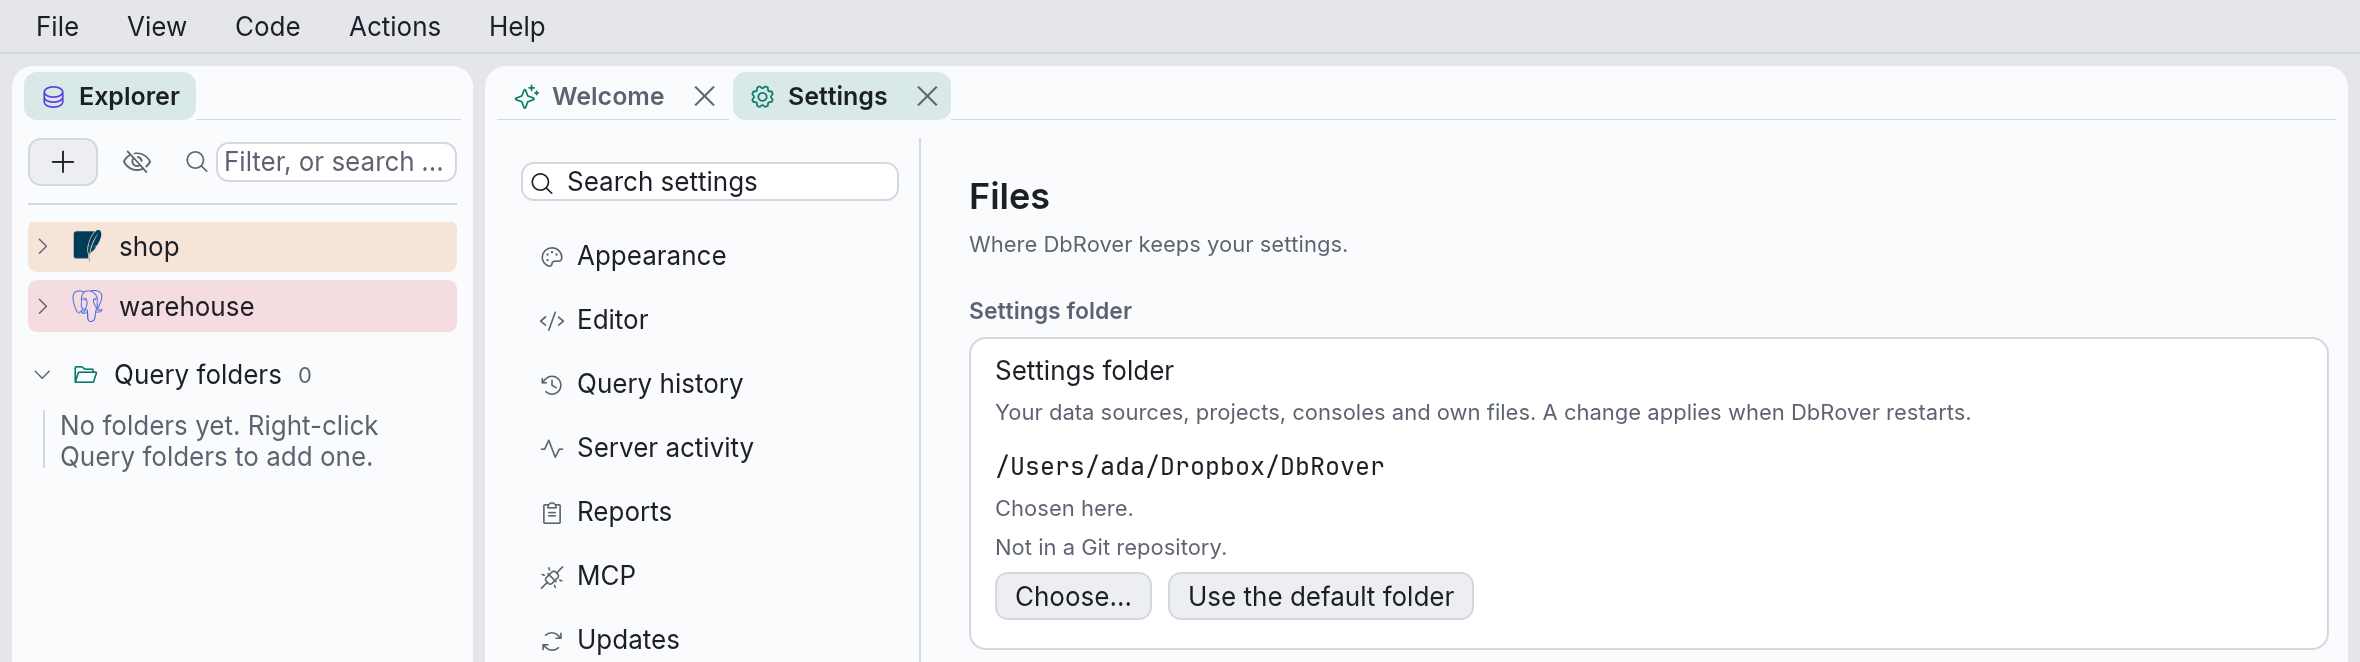 File View Code Actions Help
Explorer
Filter, or search ...
shop
warehouse
Query folders 0
No folders yet. Right-click
Query folders to add one.
Welcome
Settings
Search settings
Appearance
Editor
Query history
Server activity
Reports
MCP
Updates
Files
Where DbRover keeps your settings.
Settings folder
Settings folder
Your data sources, projects, consoles and own files. A change applies when DbRover restarts.
/Users/ada/Dropbox/DbRover
Chosen here.
Not in a Git repository.
Choose...
Use the default folder